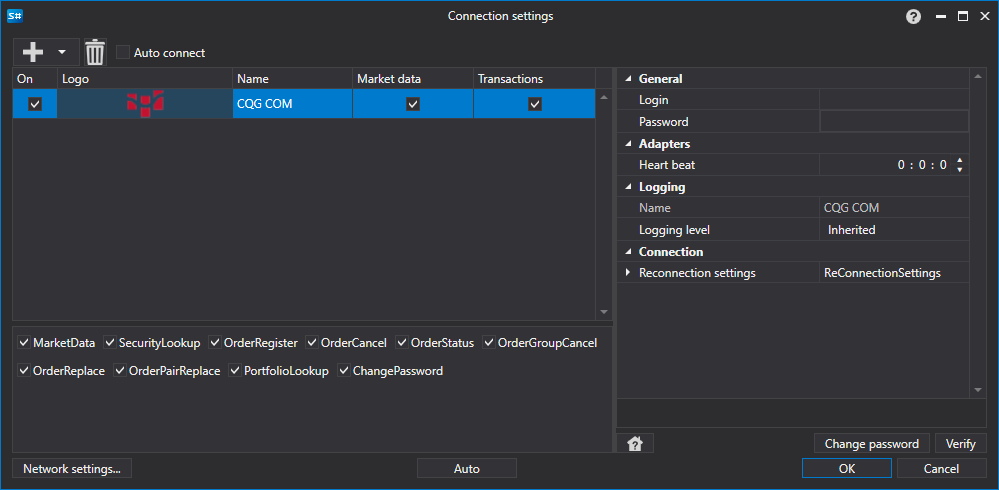 S#
Connection settings
?
Auto connect
On Logo Name Market data Transactions
CQG COM
MarketData SecurityLookup OrderRegister OrderCancel OrderStatus OrderGroupCancel
OrderReplace OrderPairReplace PortfolioLookup ChangePassword
General
Login
Password
Adapters
Heart beat 0 : 0 : 0
Logging
Name CQG COM
Logging level Inherited
Connection
Reconnection settings ReConnectionSettings
? Change password Verify
Network settings... Auto OK Cancel